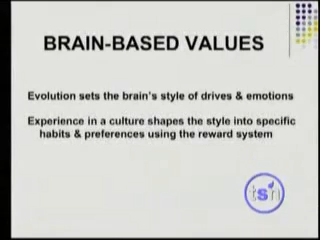 BRAIN-BASED VALUES
Evolution sets the brain's style of drives & emotions
Experience in a culture shapes the style into specific
habits & preferences using the reward system
tsn